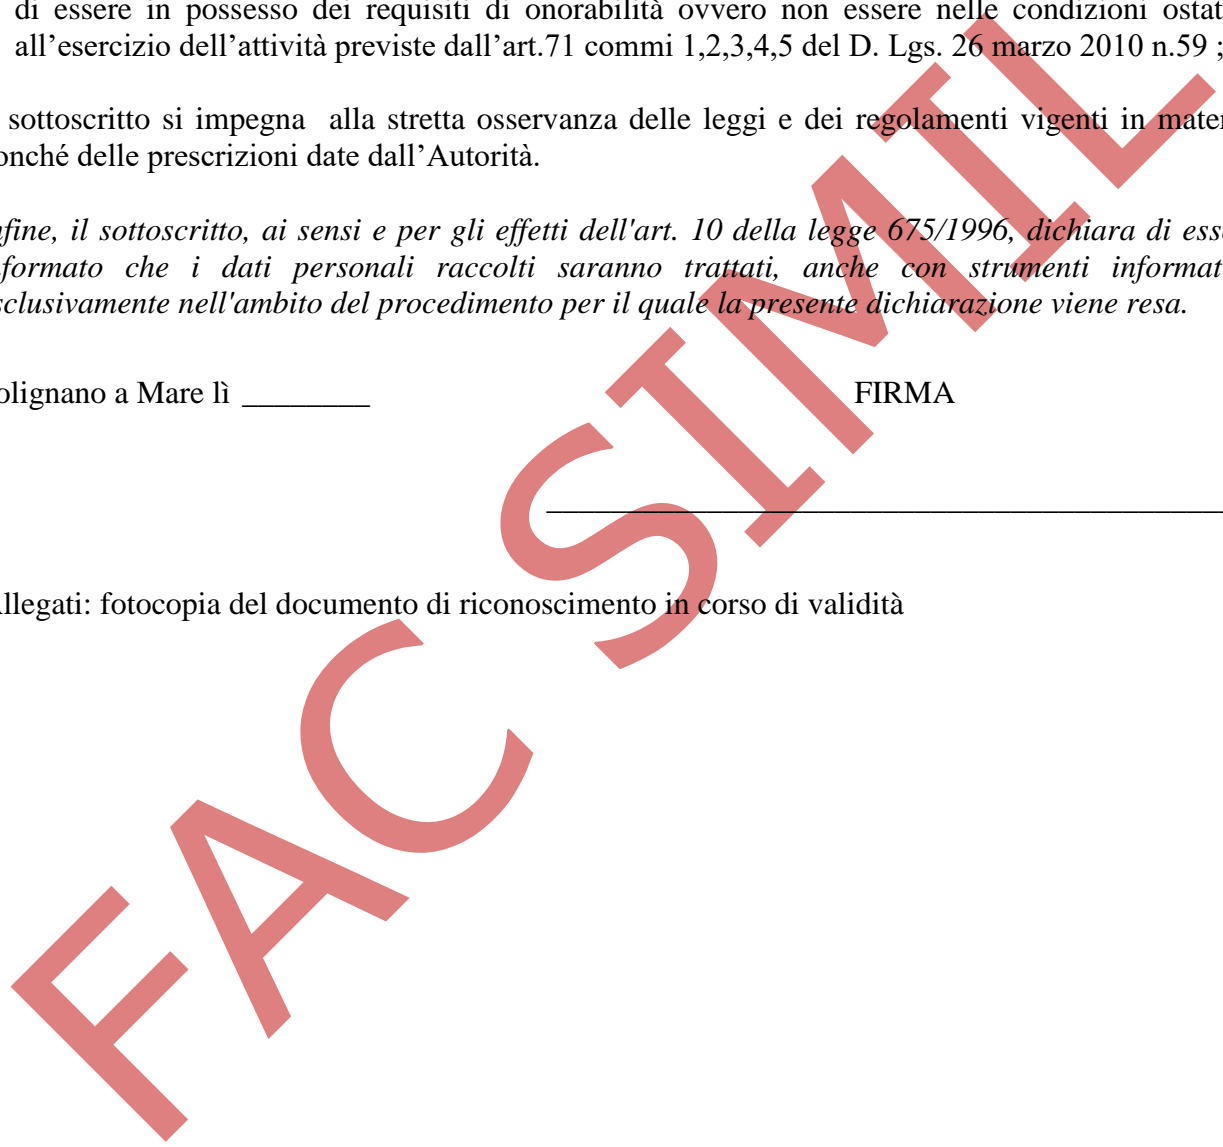 di essere in possesso dei requisiti di onorabilità ovvero non essere nelle condizioni ostat
all’esercizio dell’attività previste dall’art.71 commi 1,2,3,4,5 del D. Lgs. 26 marzo 2010 n.59 ;
sottoscritto si impegna alla stretta osservanza delle leggi e dei regolamenti vigenti in mater
onché delle prescrizioni date dall’Autorità.
nfine, il sottoscritto, ai sensi e per gli effetti dell'art. 10 della legge 675/1996, dichiara di ess
nformato che i dati personali raccolti saranno trattati, anche con strumenti informat
sclusivamente nell'ambito del procedimento per il quale la presente dichiarazione viene resa.
olignano a Mare lì ________ FIRMA
llegati: fotocopia del documento di riconoscimento in corso di validità
FAC SIMIL